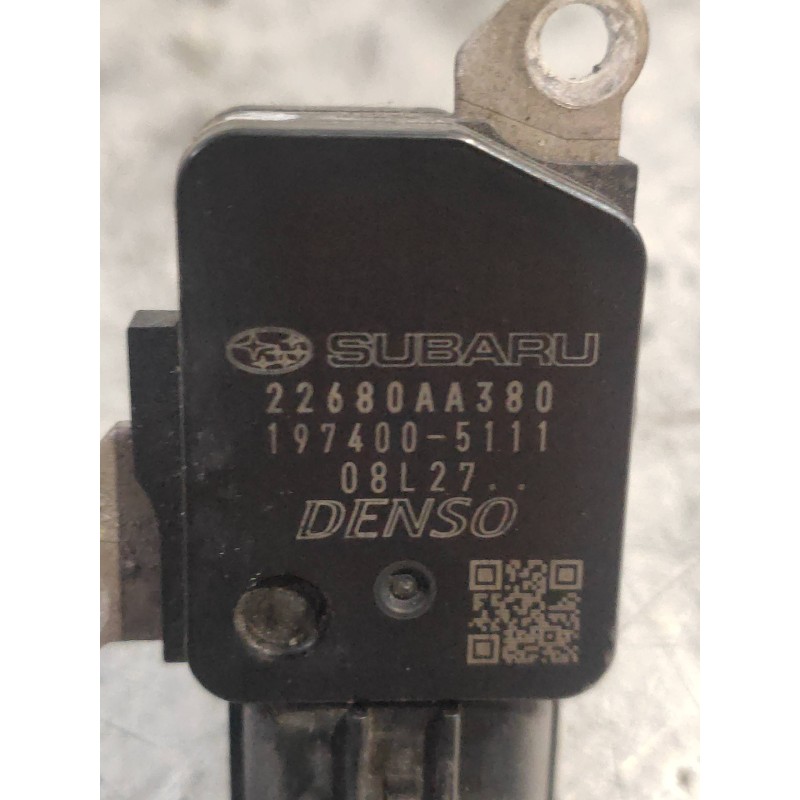 SUBARU
22680AA380
197400-5111
08L27..
DENSO